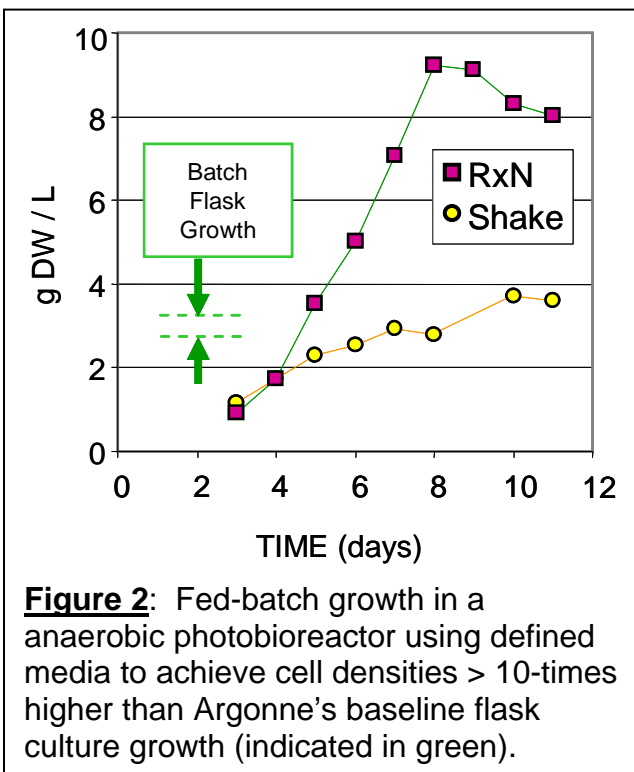 10
8
6
4
2
0
g DW / L
Batch
Flask
Growth
RxN
Shake
0 2 4 6 8 10 12
TIME (days)
Figure 2: Fed-batch growth in a
anaerobic photobioreactor using defined
media to achieve cell densities > 10-times
higher than Argonne's baseline flask
culture growth (indicated in green).